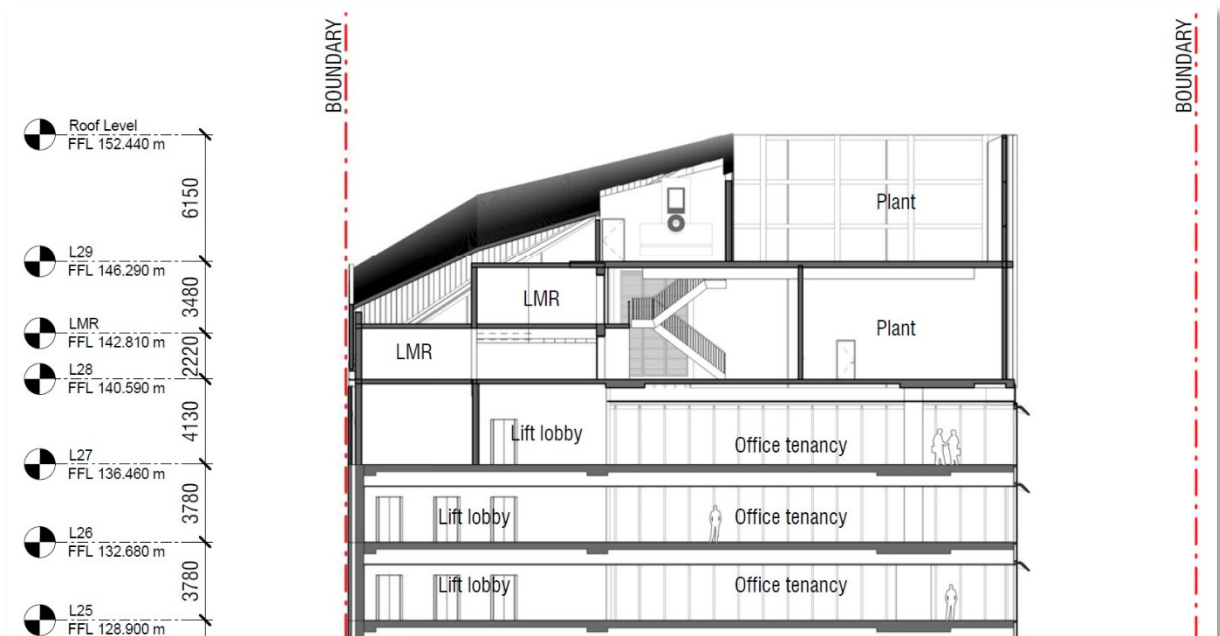 BOUNDARY
BOUNDARY
Roof Level
FFL 152.440 m
6150
Plant
L29
FFL 146.290 m
3480
LMR
LMR
FFL 142.810 m
Plant
2220
LMR
L28
FFL 140.590 m
4130
Lift lobby
Office tenancy
L27
FFL 136.460 m
3780
Lift lobby
Office tenancy
L26
FFL 132.680 m
3780
Lift lobby
Office tenancy
L25
FFL 128.900 m